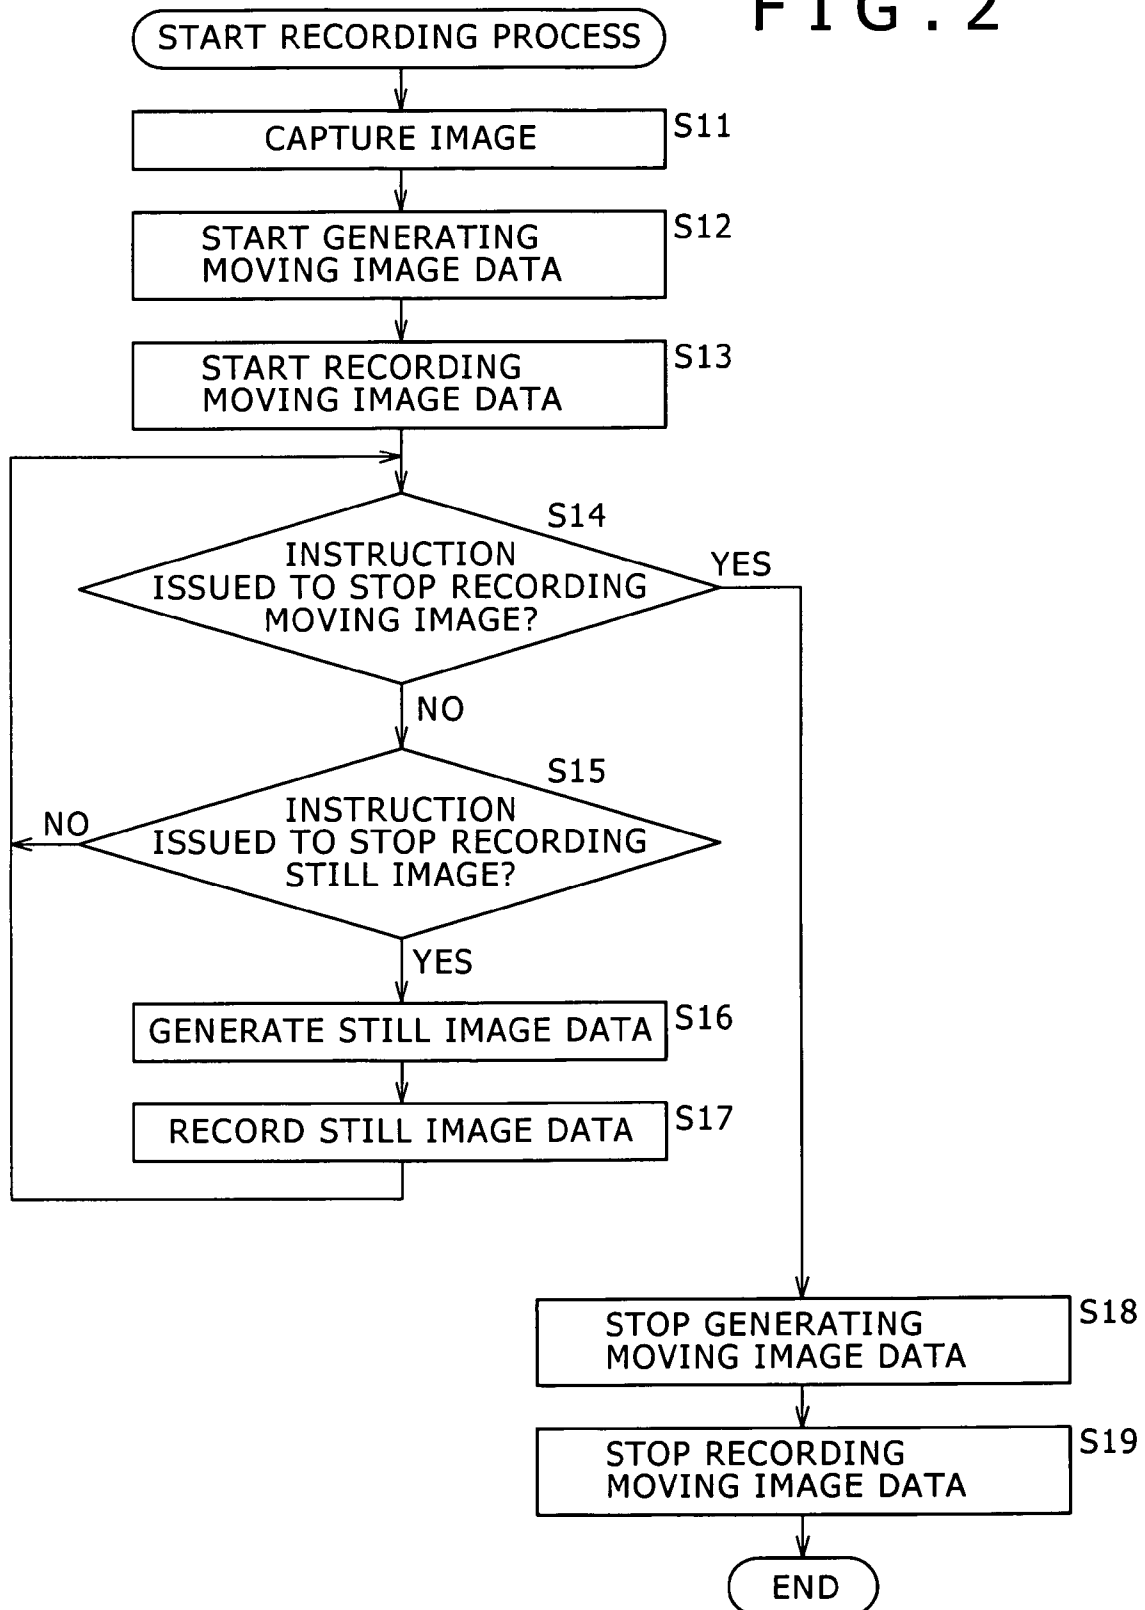 FIG.2
START RECORDING PROCESS
CAPTURE IMAGE
S11
START GENERATING
MOVING IMAGE DATA
S12
START RECORDING
MOVING IMAGE DATA
S13
S14
INSTRUCTION
ISSUED TO STOP RECORDING
MOVING IMAGE?
YES
NO
S15
INSTRUCTION
ISSUED TO STOP RECORDING
STILL IMAGE?
NO
YES
GENERATE STILL IMAGE DATA
S16
RECORD STILL IMAGE DATA
S17
STOP GENERATING
MOVING IMAGE DATA
S18
STOP RECORDING
MOVING IMAGE DATA
S19
END